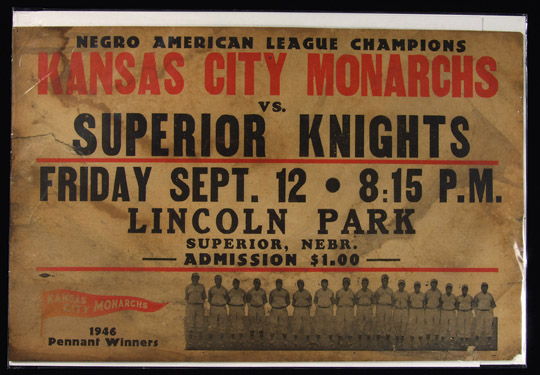 NEGRO AMERICAN LEAGUE CHAMPIONS
KANSAS CITY MONARCHS
VS.
SUPERIOR KNIGHTS
FRIDAY SEPT. 12 • 8:15 P.M.
LINCOLN PARK
SUPERIOR, NEBR.
— ADMISSION $1.00 —
KANSAS CITY MONARCHS
1946
Pennant Winners